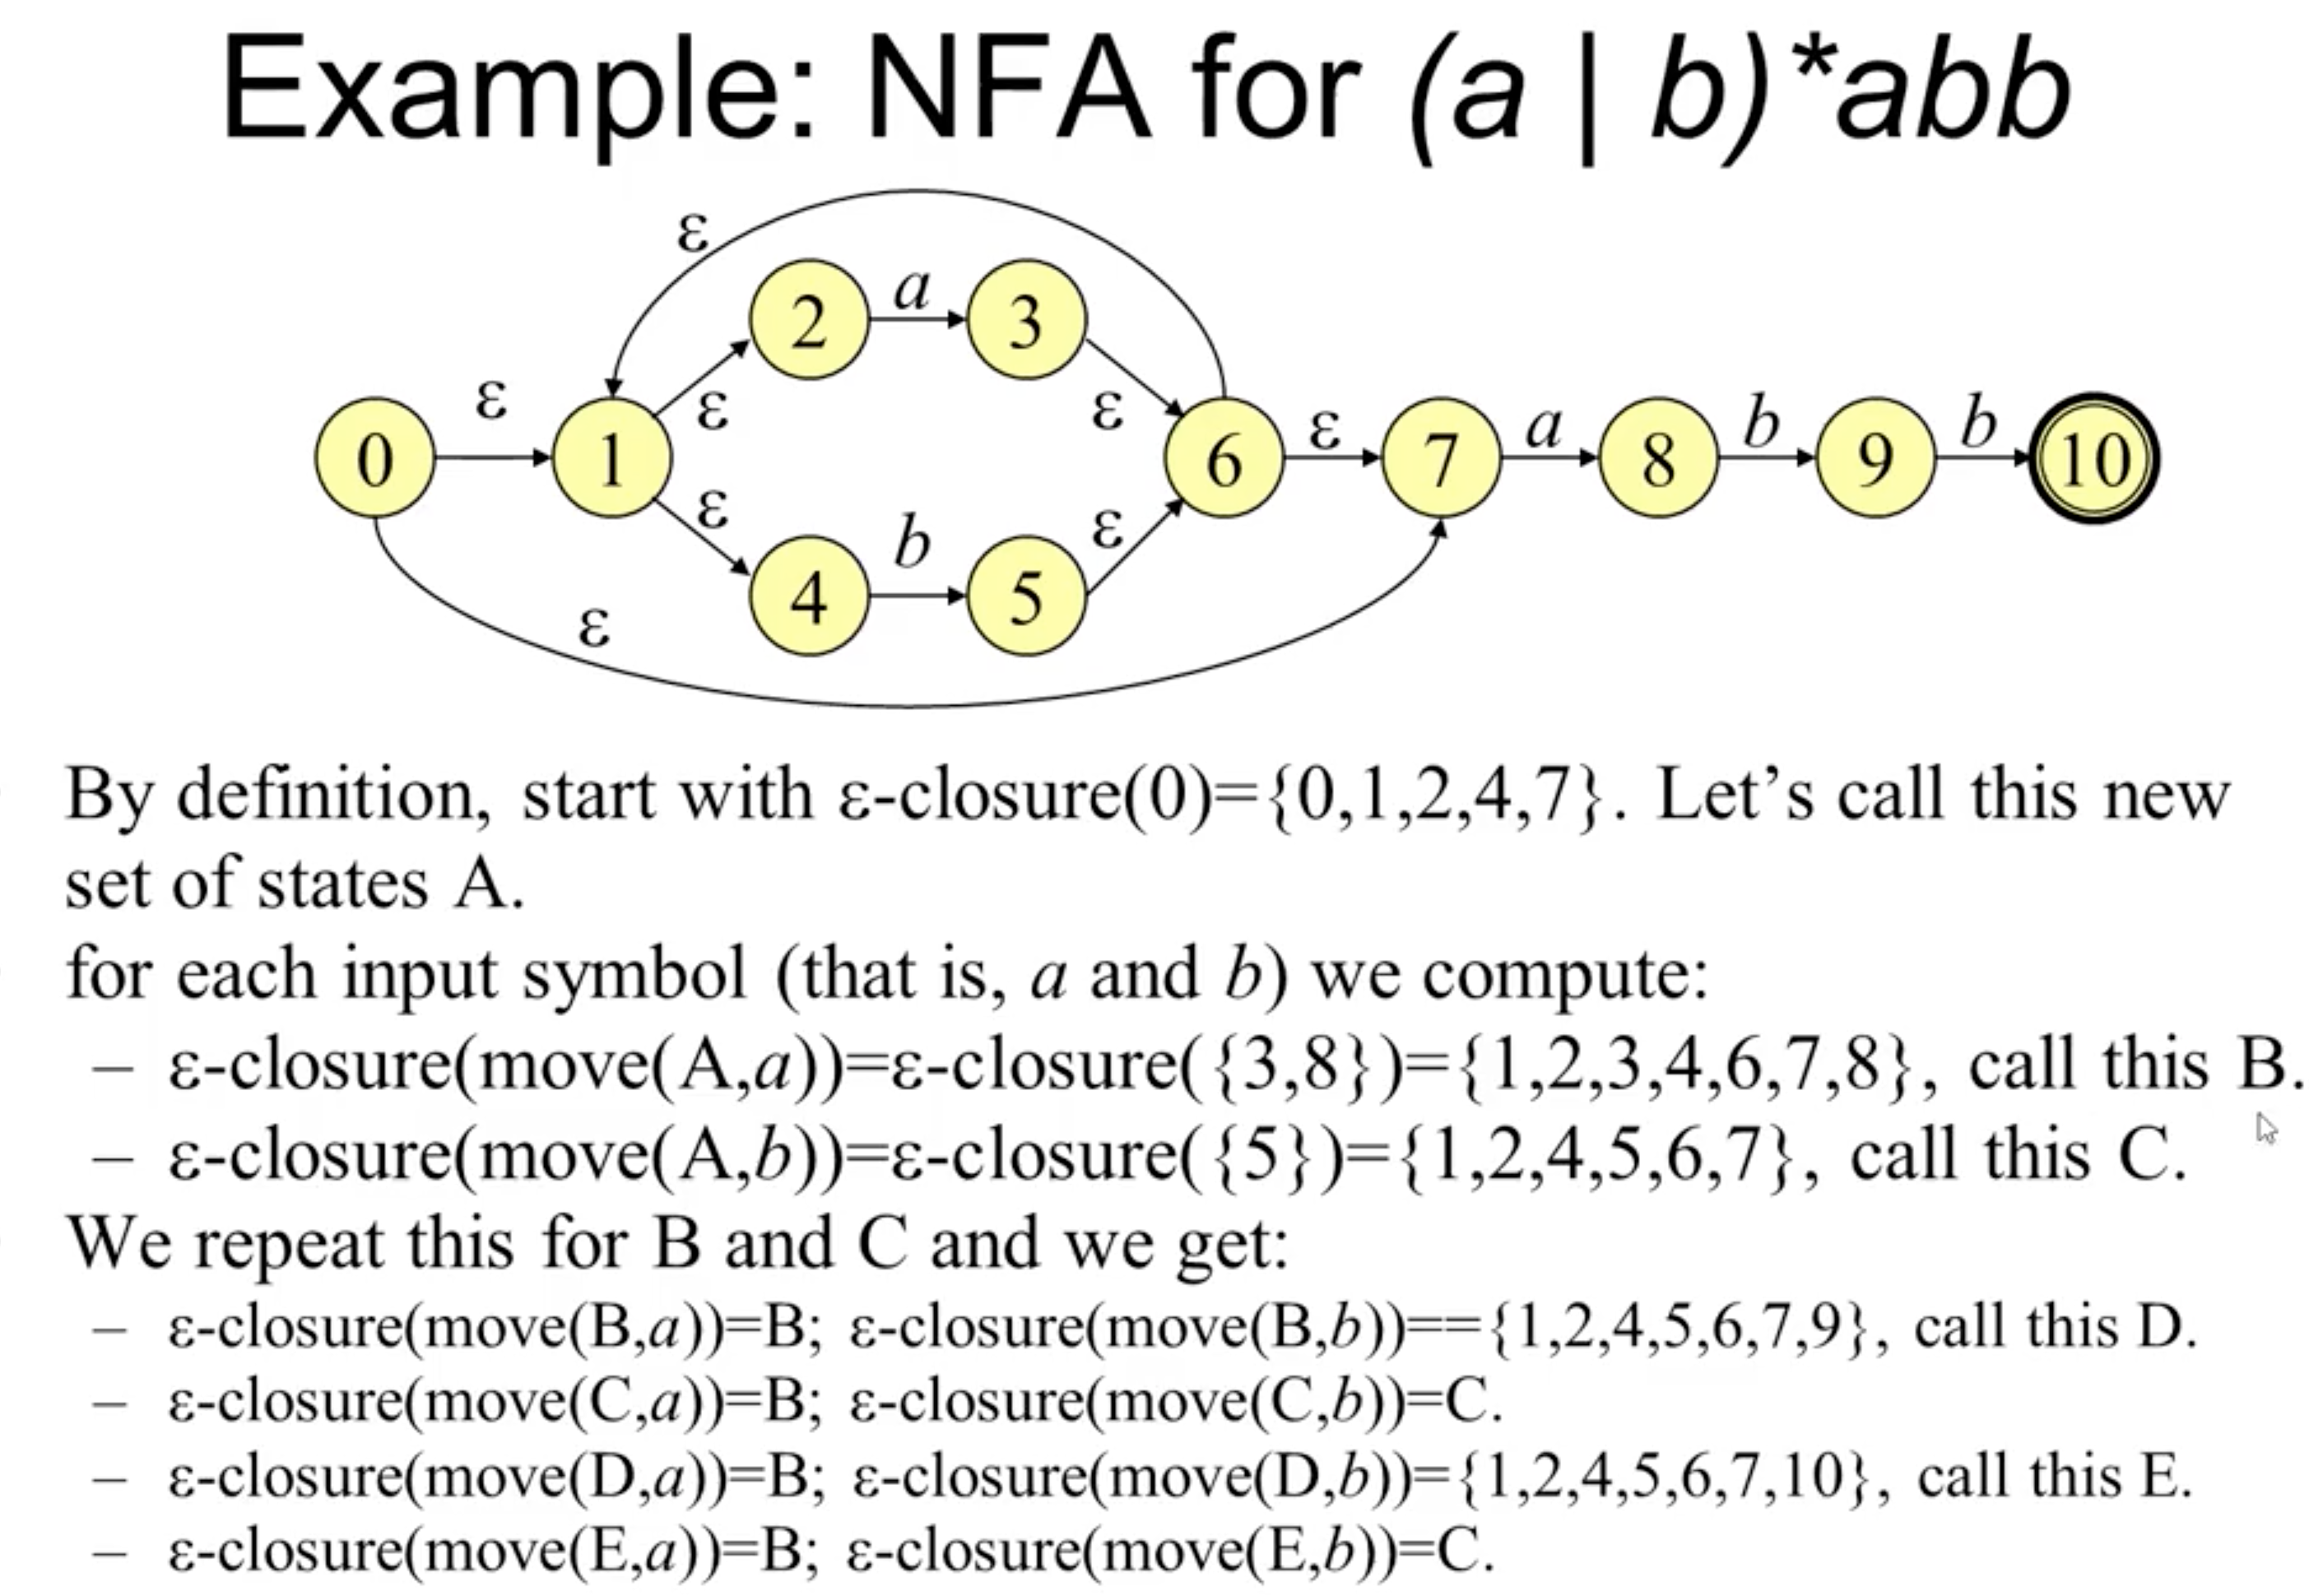 Example: NFA for (a | b)*abb
ε
2 a 3
ε ε ε ε
0 1 6 7 a 8 b 9 b 10
ε ε
4 b 5
ε
By definition, start with ε-closure(0)={0,1,2,4,7}. Let’s call this new
set of states A.
for each input symbol (that is, a and b) we compute:
– ε-closure(move(A,a))=ε-closure({3,8})={1,2,3,4,6,7,8}, call this B.
– ε-closure(move(A,b))=ε-closure({5})={1,2,4,5,6,7}, call this C.
We repeat this for B and C and we get:
– ε-closure(move(B,a))=B; ε-closure(move(B,b))=={1,2,4,5,6,7,9}, call this D.
– ε-closure(move(C,a))=B; ε-closure(move(C,b))=C.
– ε-closure(move(D,a))=B; ε-closure(move(D,b))={1,2,4,5,6,7,10}, call this E.
– ε-closure(move(E,a))=B; ε-closure(move(E,b))=C.